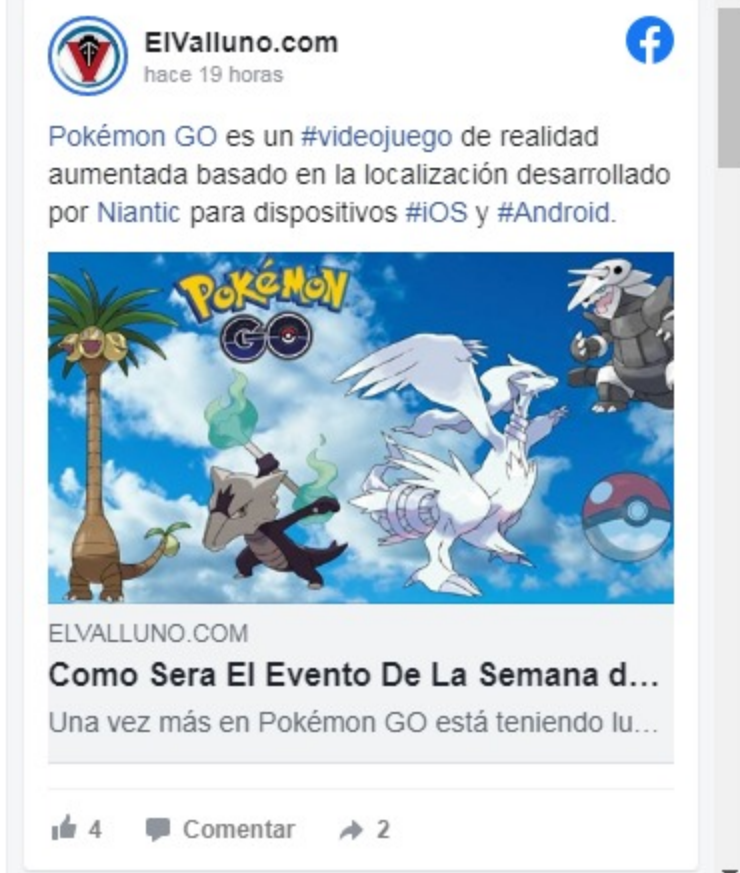 ElValluno.com
hace 19 horas
Pokémon GO es un #videojuego de realidad
aumentada basado en la localización desarrollado
por Niantic para dispositivos #iOS y #Android.
POKÉMON
GO
ELVALLUNO.COM
Como Sera El Evento De La Semana d...
Una vez más en Pokémon GO está teniendo lu...
4 Comentar 2